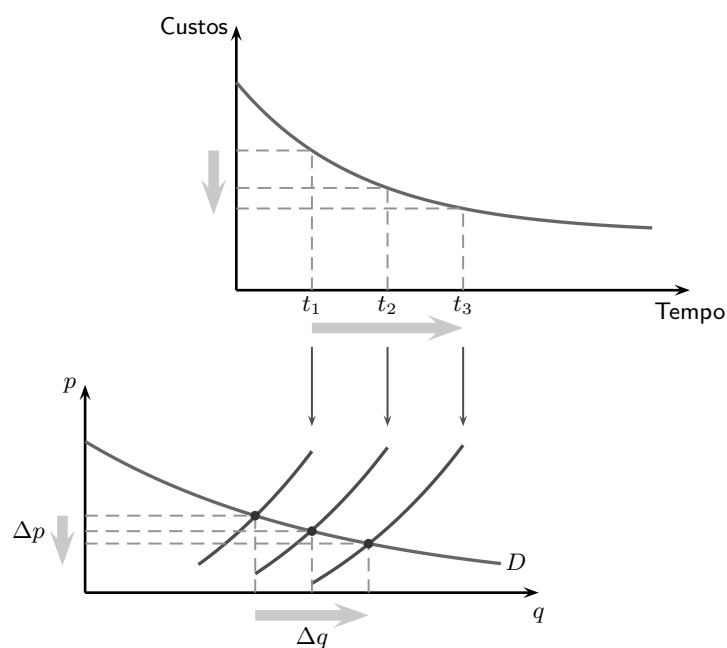 Custos
t₁ t₂ t₃
Tempo
p
Δp
D
q
Δq